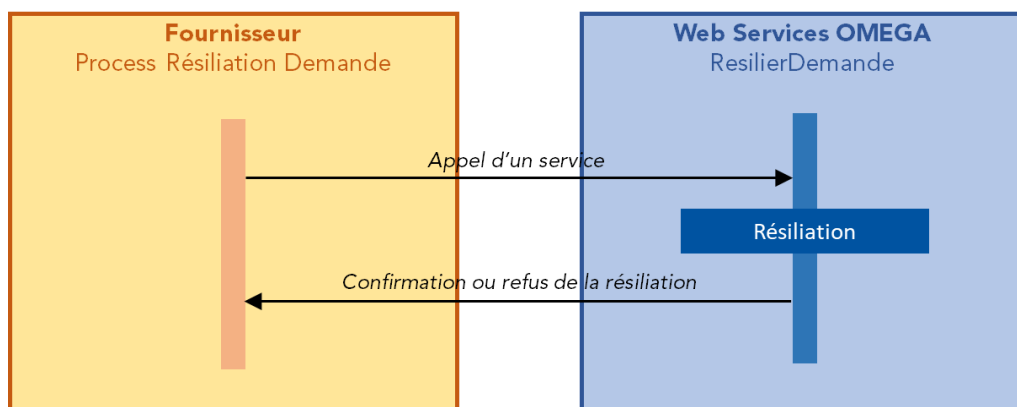 Fournisseur
Process Résiliation Demande
Web Services OMEGA
ResilierDemande
Appel d’un service
Résiliation
Confirmation ou refus de la résiliation